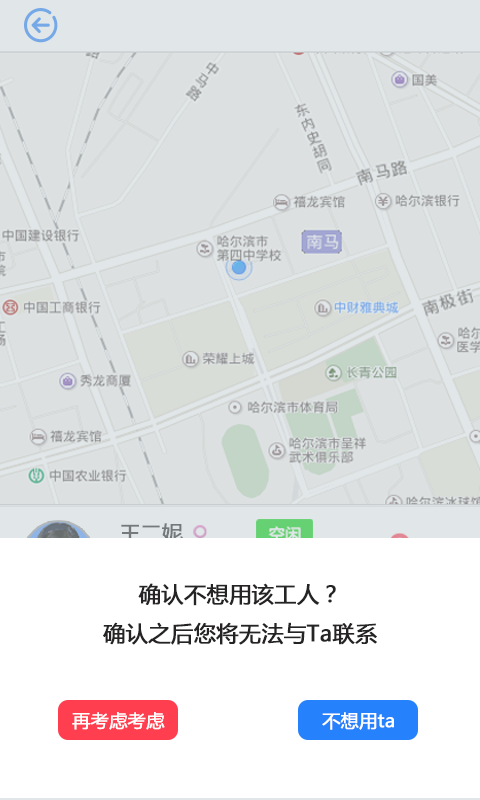 国美
中马路
东内史胡同
南马路
禧龙宾馆
哈尔滨银行
中国建设银行
哈尔滨市
第四中学校
南马
中国工商银行
中财雅典城
南极街
哈尔
医学
荣耀上城
长青公园
秀龙商厦
哈尔滨市体育局
禧龙宾馆
哈尔滨市呈祥
武术俱乐部
中国农业银行
哈尔滨冰球馆
王二妮
空闲
确认不想用该工人？
确认之后您将无法与Ta联系
再考虑考虑
不想用ta